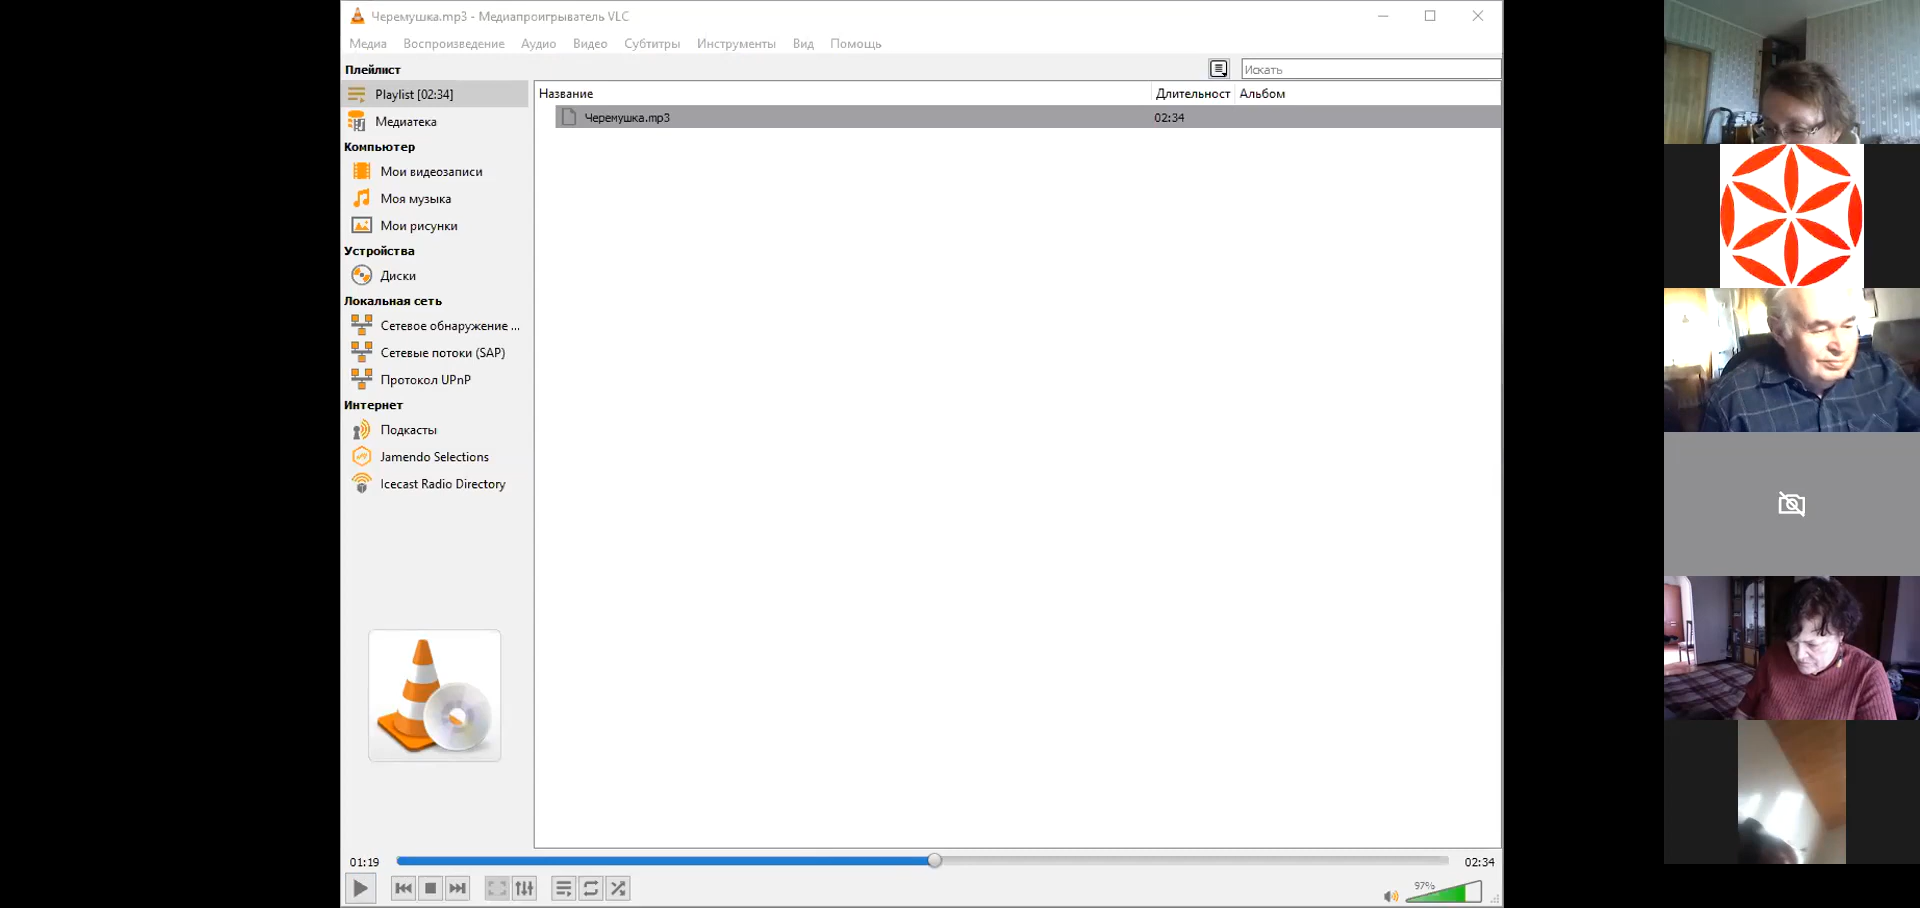 Черемушка.mp3 - Медиапроигрыватель VLC
Медиа Воспроизведение Аудио Видео Субтитры Инструменты Вид Помощь
Плейлист
Искать
Playlist [02:34]
Медиатека
Компьютер
Мои видеозаписи
Моя музыка
Мои рисунки
Устройства
Диски
Локальная сеть
Сетевое обнаружение ...
Сетевые потоки (SAP)
Протокол UPnP
Интернет
Подкасты
Jamendo Selections
Icecast Radio Directory
Название Длительност Альбом
Черемушка.mp3 02:34
01:19 02:34
97%